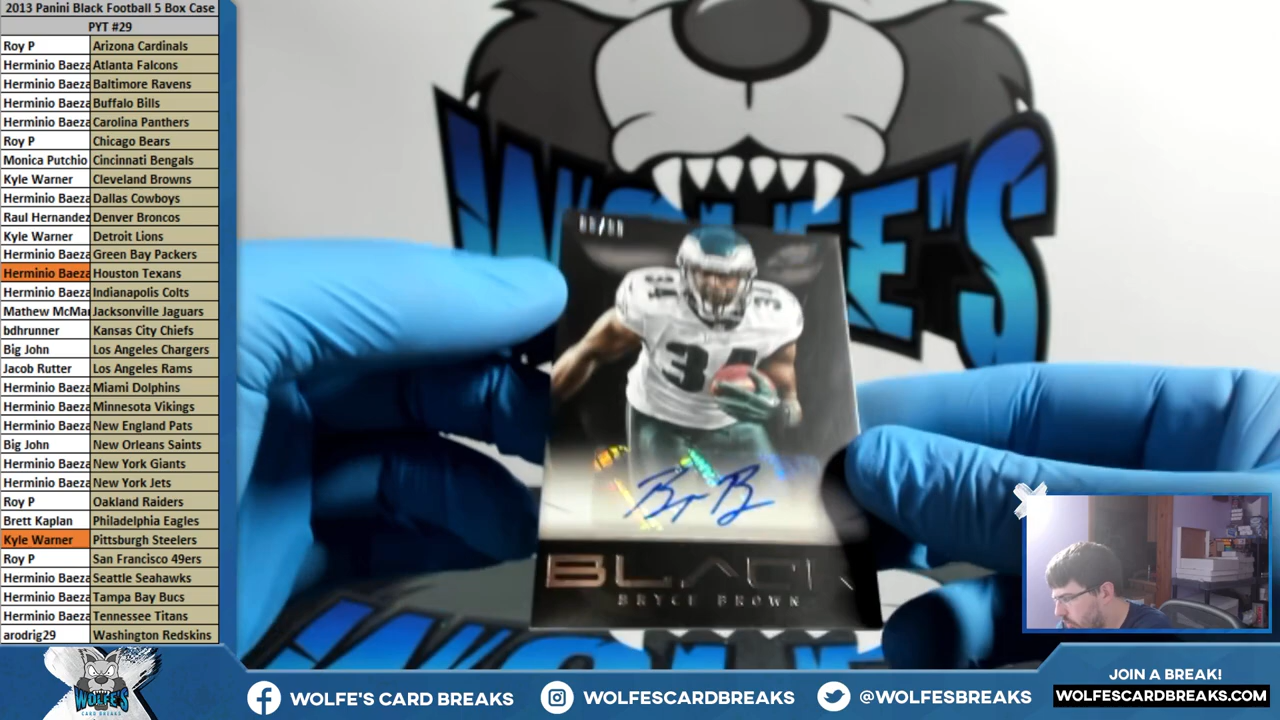 2013 Panini Black Football 5 Box Case
PYT #29
Roy P Arizona Cardinals
Herminio Baeza Atlanta Falcons
Herminio Baeza Baltimore Ravens
Herminio Baeza Buffalo Bills
Herminio Baeza Carolina Panthers
Roy P Chicago Bears
Monica Putchio Cincinnati Bengals
Kyle Warner Cleveland Browns
Herminio Baeza Dallas Cowboys
Raul Hernandez Denver Broncos
Kyle Warner Detroit Lions
Herminio Baeza Green Bay Packers
Herminio Baeza Houston Texans
Herminio Baeza Indianapolis Colts
Mathew McMa Jacksonville Jaguars
bdhrunner Kansas City Chiefs
Big John Los Angeles Chargers
Jacob Rutter Los Angeles Rams
Herminio Baeza Miami Dolphins
Herminio Baeza Minnesota Vikings
Herminio Baeza New England Pats
Big John New Orleans Saints
Herminio Baeza New York Giants
Herminio Baeza New York Jets
Roy P Oakland Raiders
Brett Kaplan Philadelphia Eagles
Kyle Warner Pittsburgh Steelers
Roy P San Francisco 49ers
Herminio Baeza Seattle Seahawks
Herminio Baeza Tampa Bay Bucs
Herminio Baeza Tennessee Titans
arodrig29 Washington Redskins
WOLFE'S
34
BLACK
BRYCE BROWN
WOLFE'S
CARD BREAKS
WOLFE'S CARD BREAKS
WOLFESCARDBREAKS
@WOLFESBREAKS
JOIN A BREAK!
WOLFESCARDBREAKS.COM